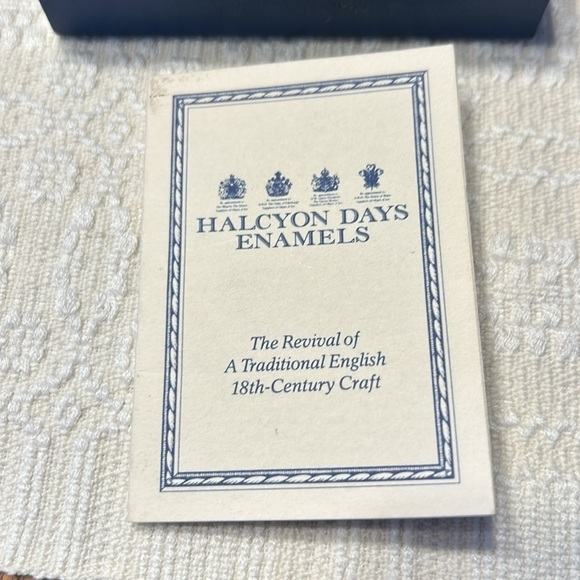 HALCYON DAYS
ENAMELS
The Revival of
A Traditional English
18th-Century Craft